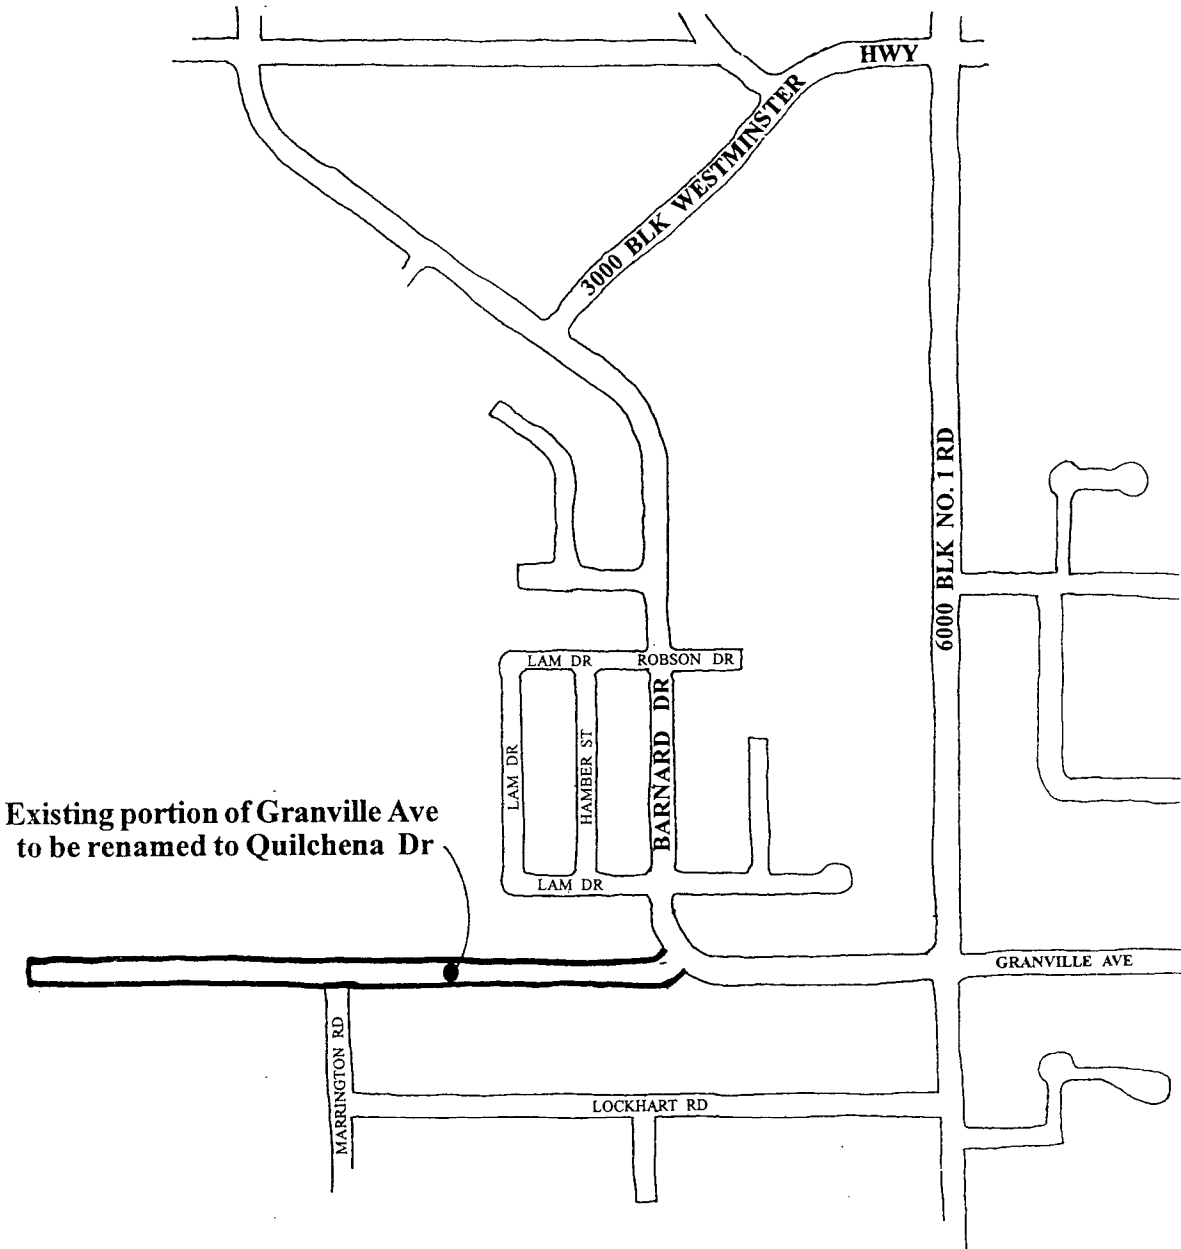 HWY
3000 BLK WESTMINSTER
6000 BLK NO. 1 RD
LAM DR
ROBSON DR
LAM DR
HAMBER ST
BARNARD DR
Existing portion of Granville Ave
to be renamed to Quilchena Dr
LAM DR
GRANVILLE AVE
MARRINGTON RD
LOCKHART RD